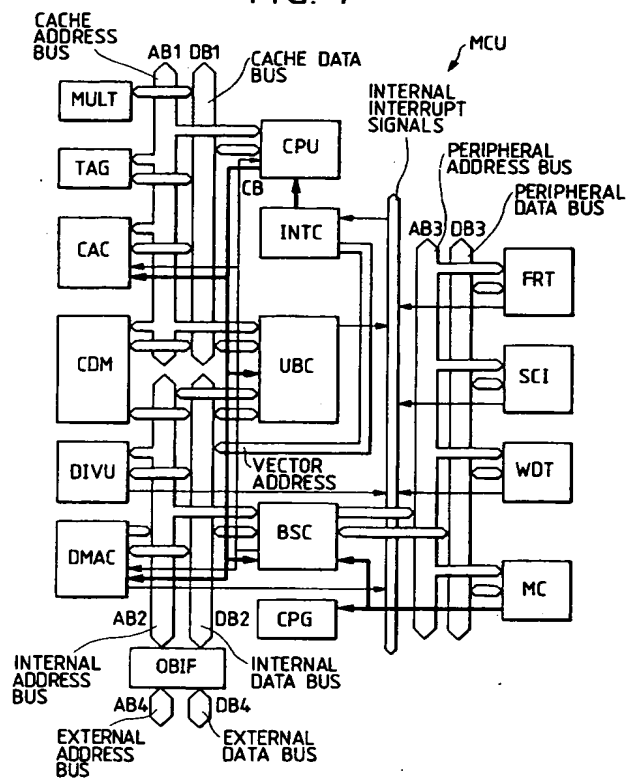 CACHE
ADDRESS
BUS
AB1 DB1
CACHE DATA
BUS
MCU
INTERNAL
INTERRUPT
SIGNALS
PERIPHERAL
ADDRESS BUS
PERIPHERAL
DATA BUS
MULT
CPU
TAG
CB
CAC
INTC
AB3 DB3
FRT
CDM
UBC
SCI
DIVU
VECTOR
ADDRESS
WDT
DMAC
BSC
MC
AB2
DB2
CPG
INTERNAL
ADDRESS
BUS
OBIF
INTERNAL
DATA BUS
AB4
DB4
EXTERNAL
ADDRESS
BUS
EXTERNAL
DATA BUS